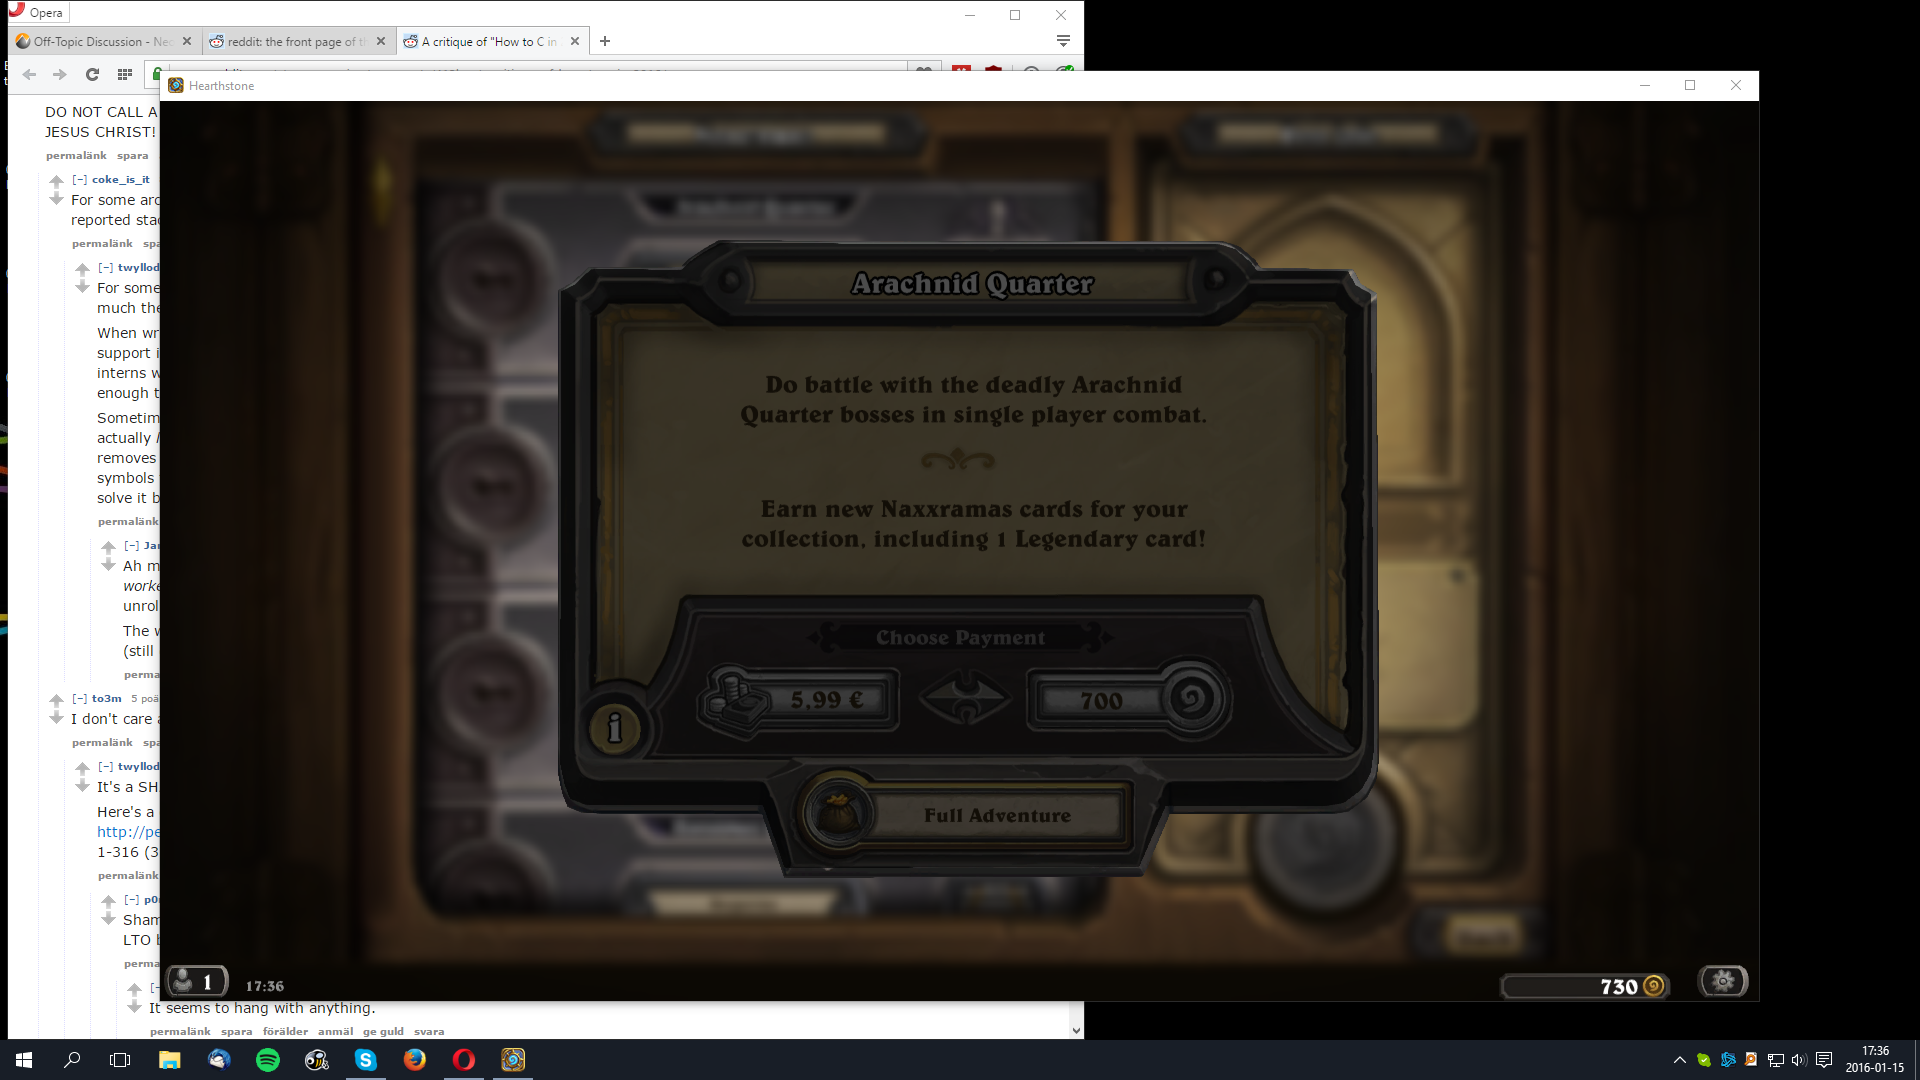 Opera
Off-Topic Discussion - Neo
reddit: the front page of th
A critique of "How to C in
Hearthstone
DO NOT CALL A
JESUS CHRIST!
permalänk spara
[–] coke_is_it
For some arc
reported sta
permalänk spa
[–] twyllod
For some
much the
When wr
support i
interns w
enough t
Sometim
actually
removes
symbols
solve it b
permalänk
[–] Ja
Ah m
worke
unrol
The w
(still
perma
[–] to3m 5 poä
I don't care a
permalänk spa
[–] twyllod
It's a SH
Here's a
http://pe
1-316 (3
permalänk
[–] p0
Sham
LTO b
perma
[–
It seems to hang with anything.
permalänk spara förälder anmäl ge guld svara
Arachnid Quarter
Do battle with the deadly Arachnid
Quarter bosses in single player combat.
Earn new Naxxramas cards for your
collection, including 1 Legendary card!
Choose Payment
5,99 €
700
i
Full Adventure
1
17:36
730
17:36
2016-01-15